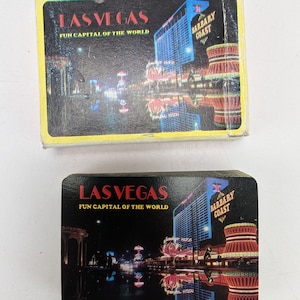 LAS VEGAS
FUN CAPITAL OF THE WORLD
BARBARY
COAST
LAS VEGAS
FUN CAPITAL OF THE WORLD
BARBARY
COAST